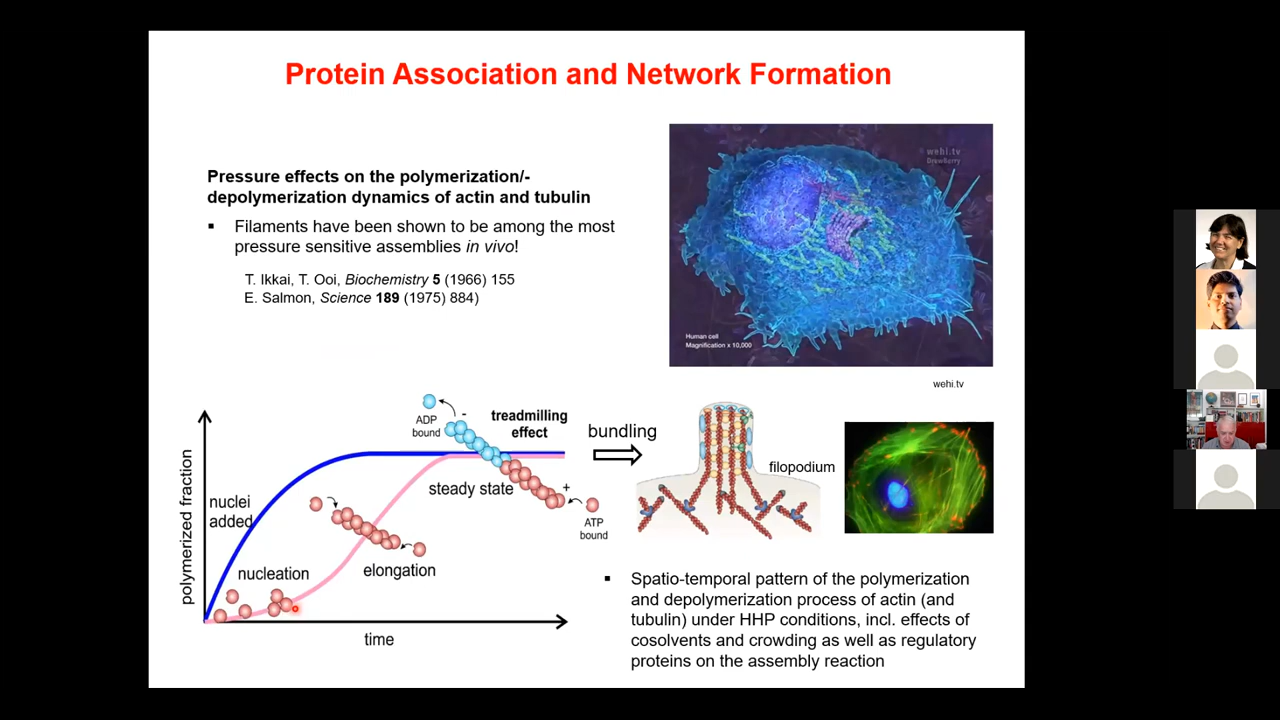 Protein Association and Network Formation
Pressure effects on the polymerization/-
depolymerization dynamics of actin and tubulin
▪ Filaments have been shown to be among the most
pressure sensitive assemblies in vivo!
T. Ikkai, T. Ooi, Biochemistry 5 (1966) 155
E. Salmon, Science 189 (1975) 884)
wehi.tv
Drew Berry
Human cell
Magnification x 10,000
wehi.tv
polymerized fraction
nuclei
added
nucleation
elongation
steady state
ADP
bound
-
treadmilling
effect
+
ATP
bound
time
bundling
filopodium
▪ Spatio-temporal pattern of the polymerization
and depolymerization process of actin (and
tubulin) under HHP conditions, incl. effects of
cosolvents and crowding as well as regulatory
proteins on the assembly reaction